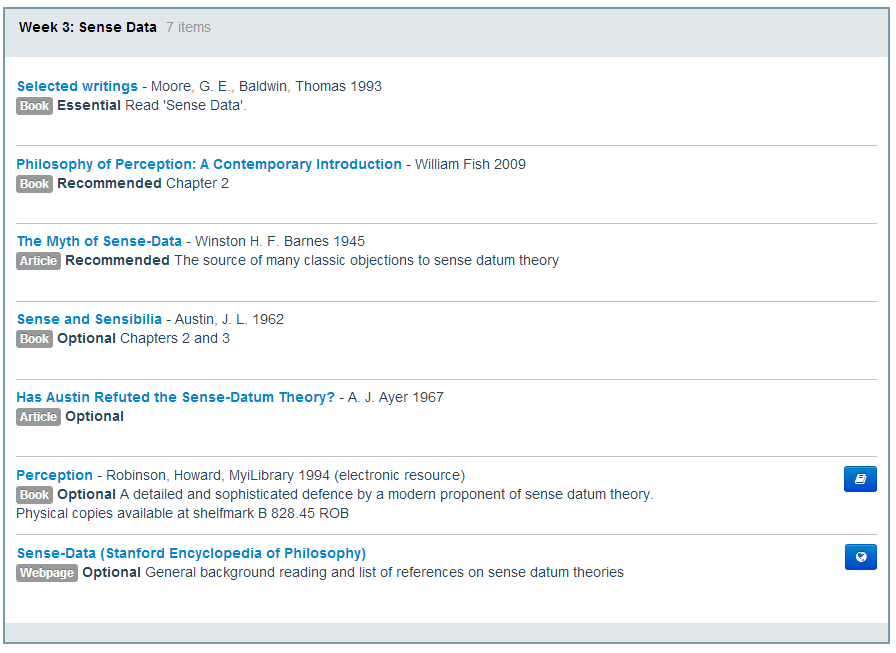 Week 3: Sense Data 7 items
Selected writings - Moore, G. E., Baldwin, Thomas 1993
Book Essential Read 'Sense Data'.
Philosophy of Perception: A Contemporary Introduction - William Fish 2009
Book Recommended Chapter 2
The Myth of Sense-Data - Winston H. F. Barnes 1945
Article Recommended The source of many classic objections to sense datum theory
Sense and Sensibilia - Austin, J. L. 1962
Book Optional Chapters 2 and 3
Has Austin Refuted the Sense-Datum Theory? - A. J. Ayer 1967
Article Optional
Perception - Robinson, Howard, MyiLibrary 1994 (electronic resource)
Book Optional A detailed and sophisticated defence by a modern proponent of sense datum theory.
Physical copies available at shelfmark B 828.45 ROB
Sense-Data (Stanford Encyclopedia of Philosophy)
Webpage Optional General background reading and list of references on sense datum theories